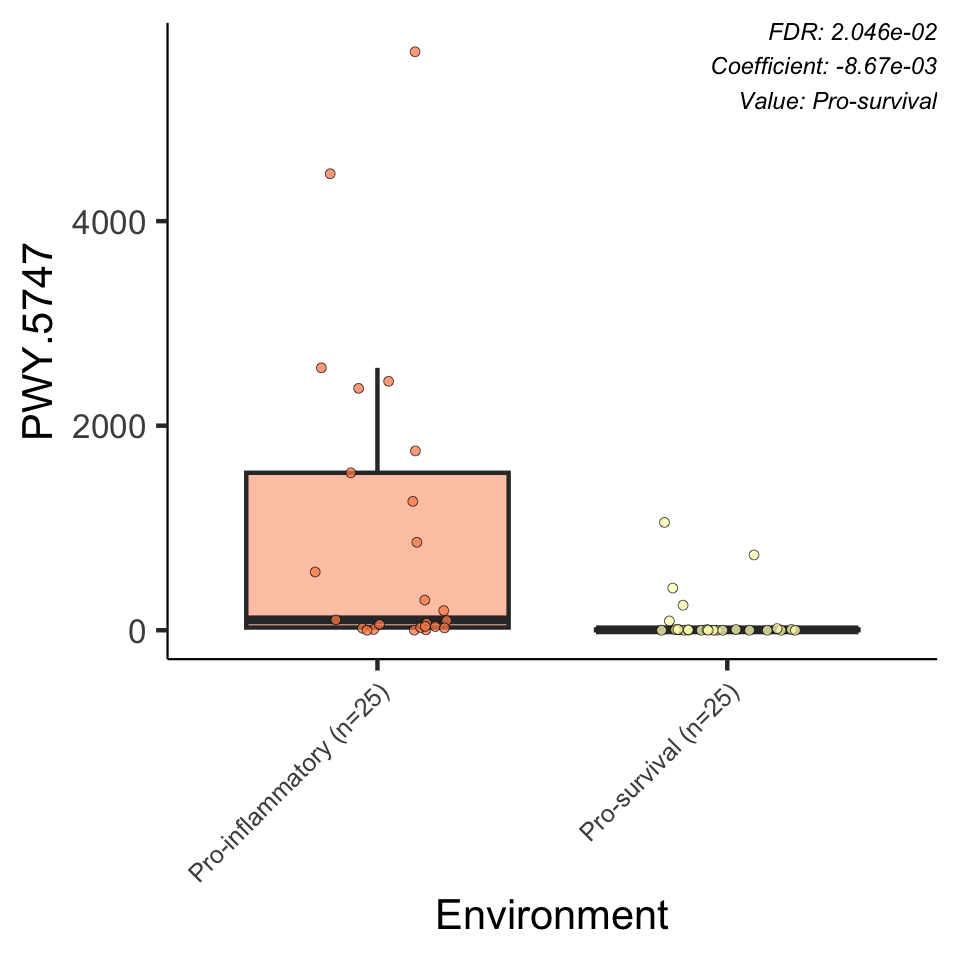 FDR: 2.046e-02
Coefficient: -8.67e-03
Value: Pro-survival
PWY.5747
4000
2000
0
Pro-inflammatory (n=25)
Pro-survival (n=25)
Environment